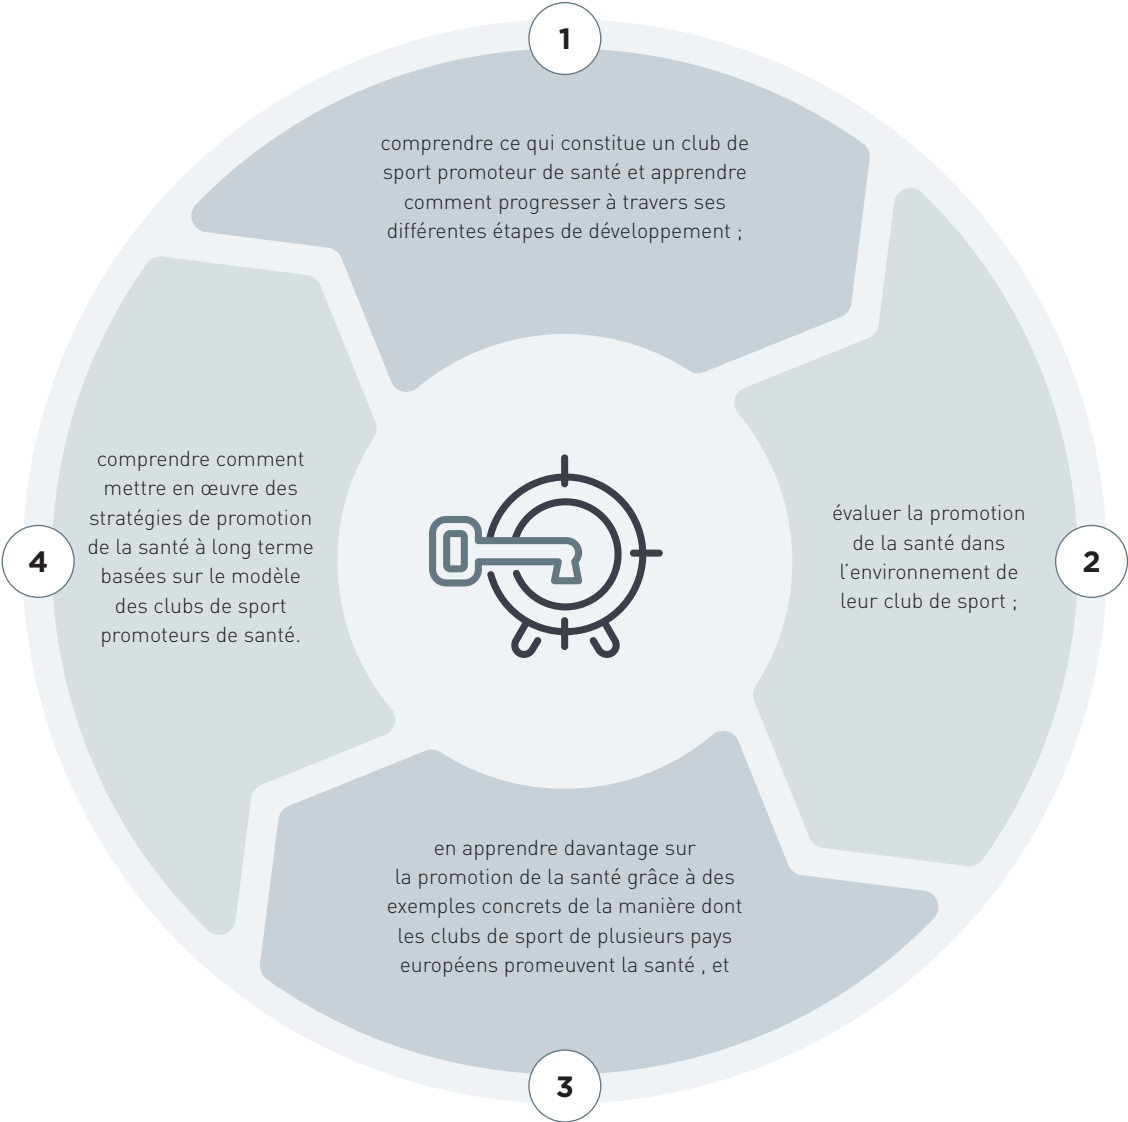 1
comprendre ce qui constitue un club de
sport promoteur de santé et apprendre
comment progresser à travers ses
différentes étapes de développement ;
2
évaluer la promotion
de la santé dans
l'environnement de
leur club de sport ;
3
en apprendre davantage sur
la promotion de la santé grâce à des
exemples concrets de la manière dont
les clubs de sport de plusieurs pays
européens promeuvent la santé , et
4
comprendre comment
mettre en œuvre des
stratégies de promotion
de la santé à long terme
basées sur le modèle
des clubs de sport
promoteurs de santé.